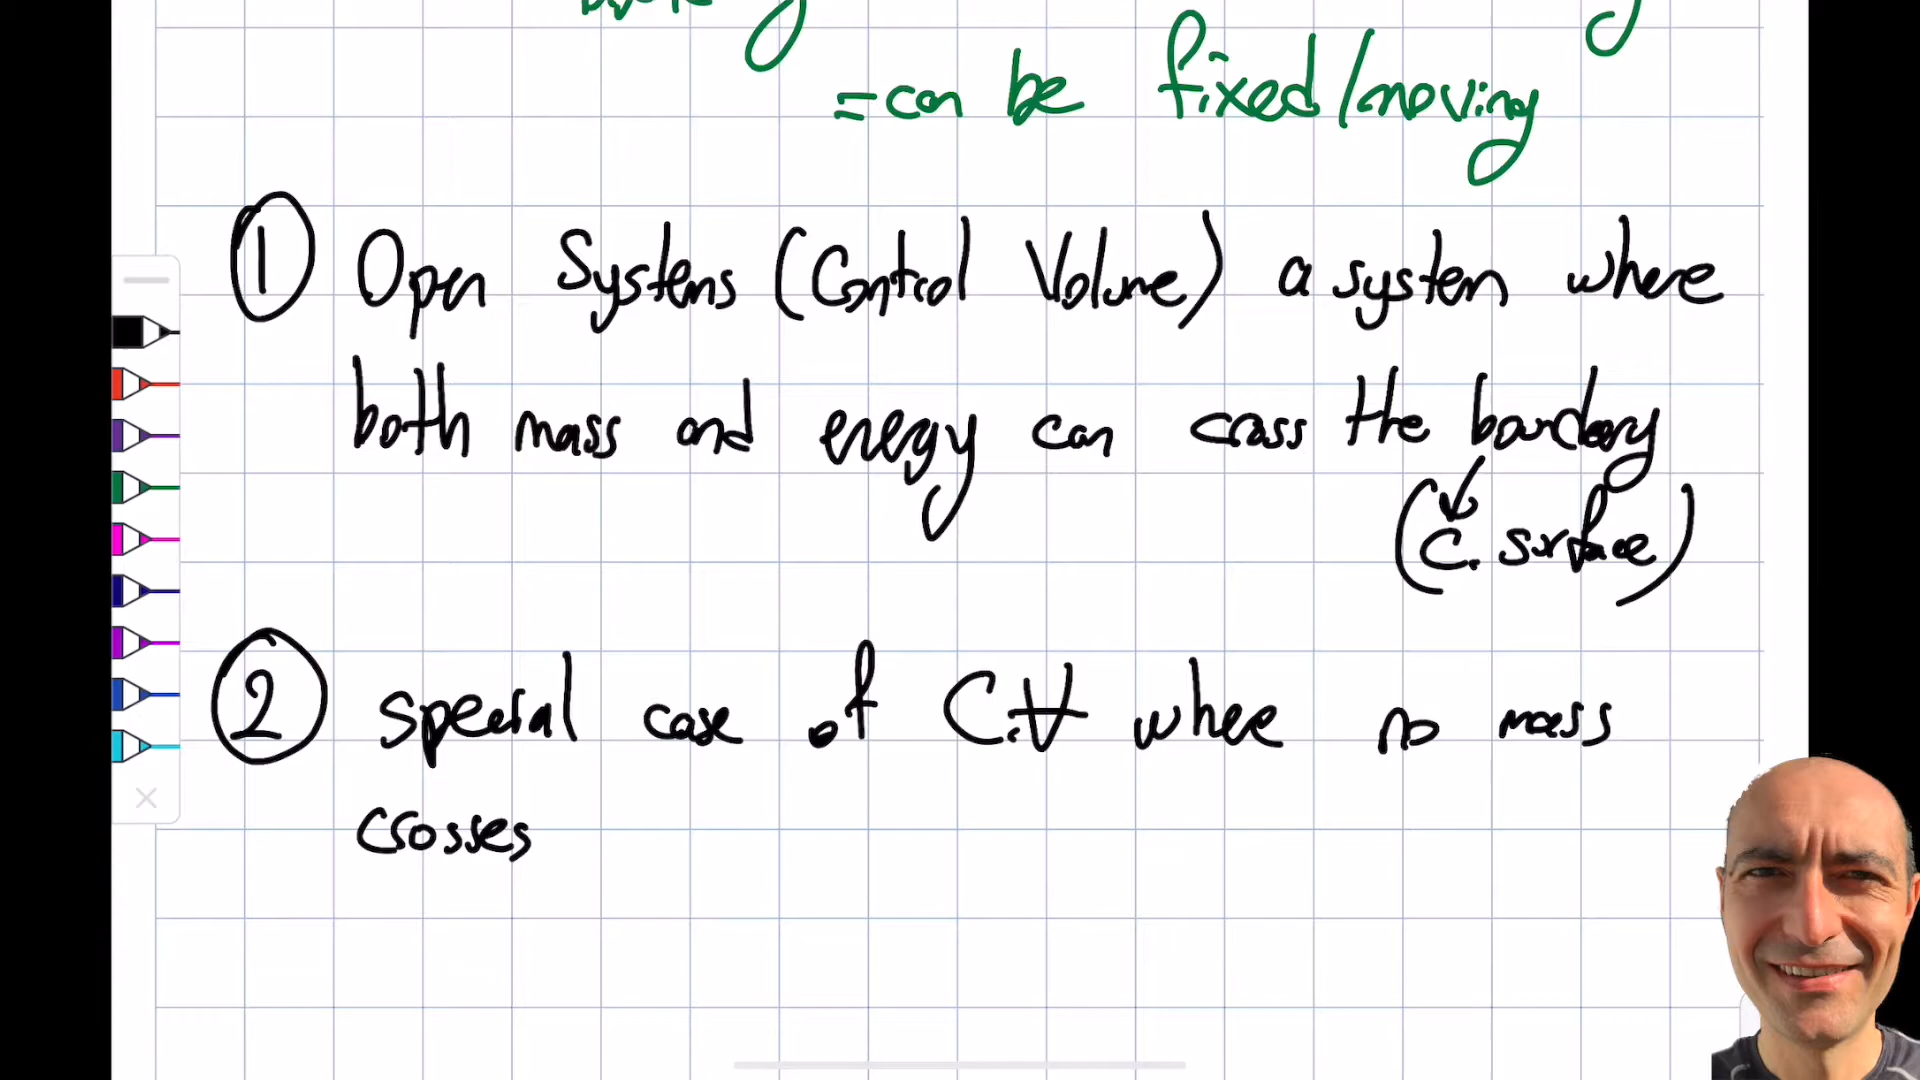 = can be fixed/moving
① Open Systems (Control Volume) a system where
both mass and energy can cross the boundary
(C. surface)
② special case of C.V where no mass
crosses